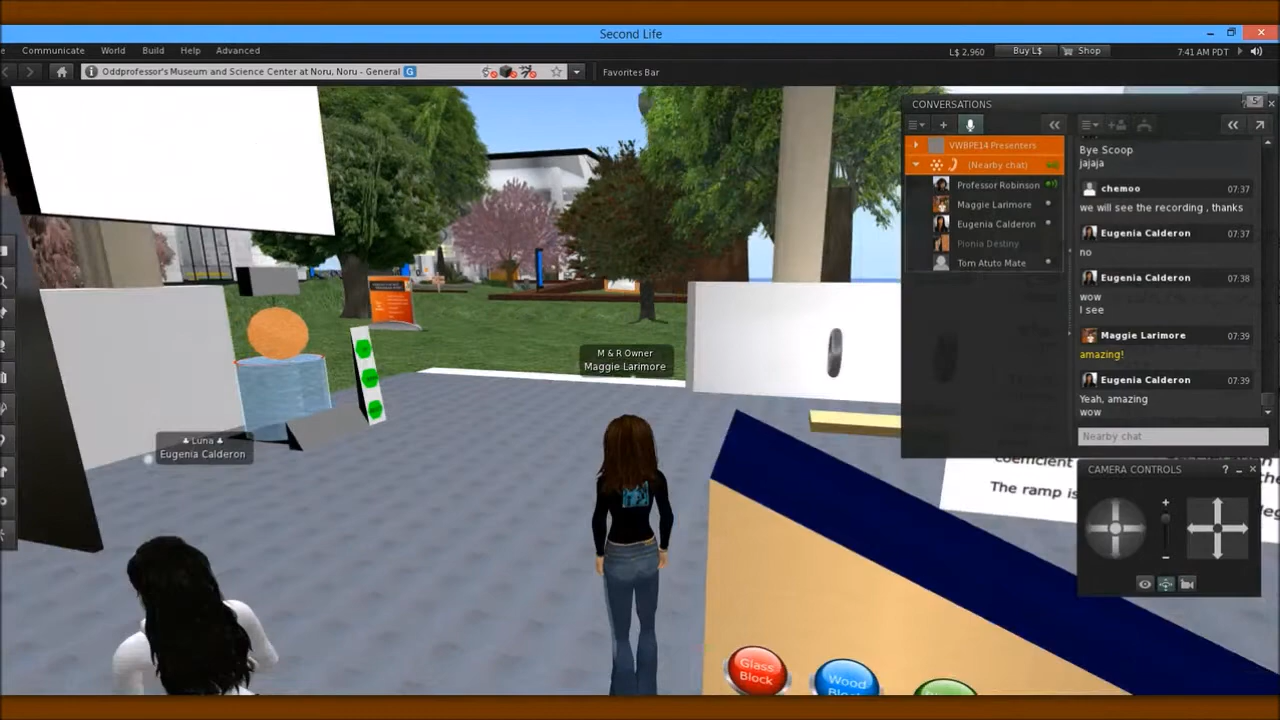 Second Life
Communicate World Build Help Advanced
L$ 2,960 Buy L$ Shop 7:41 AM PDT
Oddprofessor's Museum and Science Center at Noru, Noru - General G
Favorites Bar
CONVERSATIONS
5
VWBPE14 Presenters
(Nearby chat)
Professor Robinson
Maggie Larimore
Eugenia Calderon
Pionia Destiny
Tom Atuto Mate
Bye Scoop
jajaja
chemoo 07:37
we will see the recording , thanks
Eugenia Calderon 07:37
no
Eugenia Calderon 07:38
wow
I see
Maggie Larimore 07:39
amazing!
Eugenia Calderon 07:39
Yeah, amazing
wow
Nearby chat
CAMERA CONTROLS
M & R Owner
Maggie Larimore
♣ Luna ♣
Eugenia Calderon
coefficient
The ramp is
Glass
Block
Wood